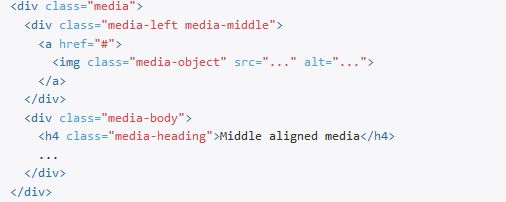 <div class="media">
  <div class="media-left media-middle">
    <a href="#">
      <img class="media-object" src="..." alt="...">
    </a>
  </div>
  <div class="media-body">
    <h4 class="media-heading">Middle aligned media</h4>
    ...
  </div>
</div>